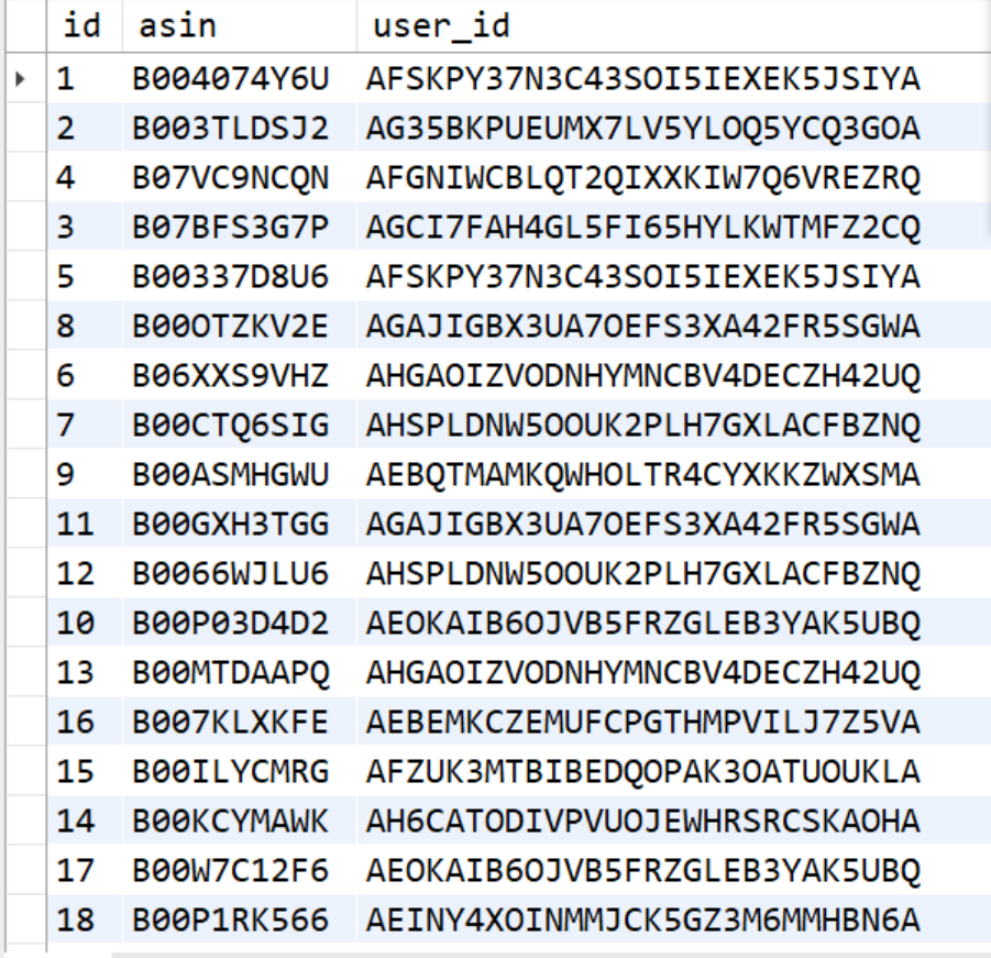 id asin user_id
1 B004074Y6U AFSKPY37N3C43SOI5IEXEK5JSIYA
2 B003TLDSJ2 AG35BKPUEUMX7LV5YLOQ5YCQ3GOA
4 B07VC9NCQN AFGNIWCBLQT2QIXXKIW7Q6VREZRQ
3 B07BFS3G7P AGCI7FAH4GL5FI65HYLKWTMFZ2CQ
5 B00337D8U6 AFSKPY37N3C43SOI5IEXEK5JSIYA
8 B00OTZKV2E AGAJIGBX3UA7OEFS3XA42FR5SGWA
6 B06XXS9VHZ AHGAOIZVODNHYMNCBV4DECZH42UQ
7 B00CTQ6SIG AHSPLDNW5OOUK2PLH7GXLACFBZNQ
9 B00ASMHGWU AEBQTMAMKQWHOLTR4CYXKKZWXSMA
11 B00GXH3TGG AGAJIGBX3UA7OEFS3XA42FR5SGWA
12 B0066WJLU6 AHSPLDNW5OOUK2PLH7GXLACFBZNQ
10 B00P03D4D2 AEOKAIB6OJVB5FRZGLEB3YAK5UBQ
13 B00MTDAAPQ AHGAOIZVODNHYMNCBV4DECZH42UQ
16 B007KLXKFE AEBEMKCZEMUFCPGTHMPVILJ7Z5VA
15 B00ILYCMRG AFZUK3MTBIBEDQOPAK3OATUOUKLA
14 B00KCYMAWK AH6CATODIVPVUOJEWHRSRCSKAOHA
17 B00W7C12F6 AEOKAIB6OJVB5FRZGLEB3YAK5UBQ
18 B00P1RK566 AEINY4XOINMMJCK5GZ3M6MMHBN6A